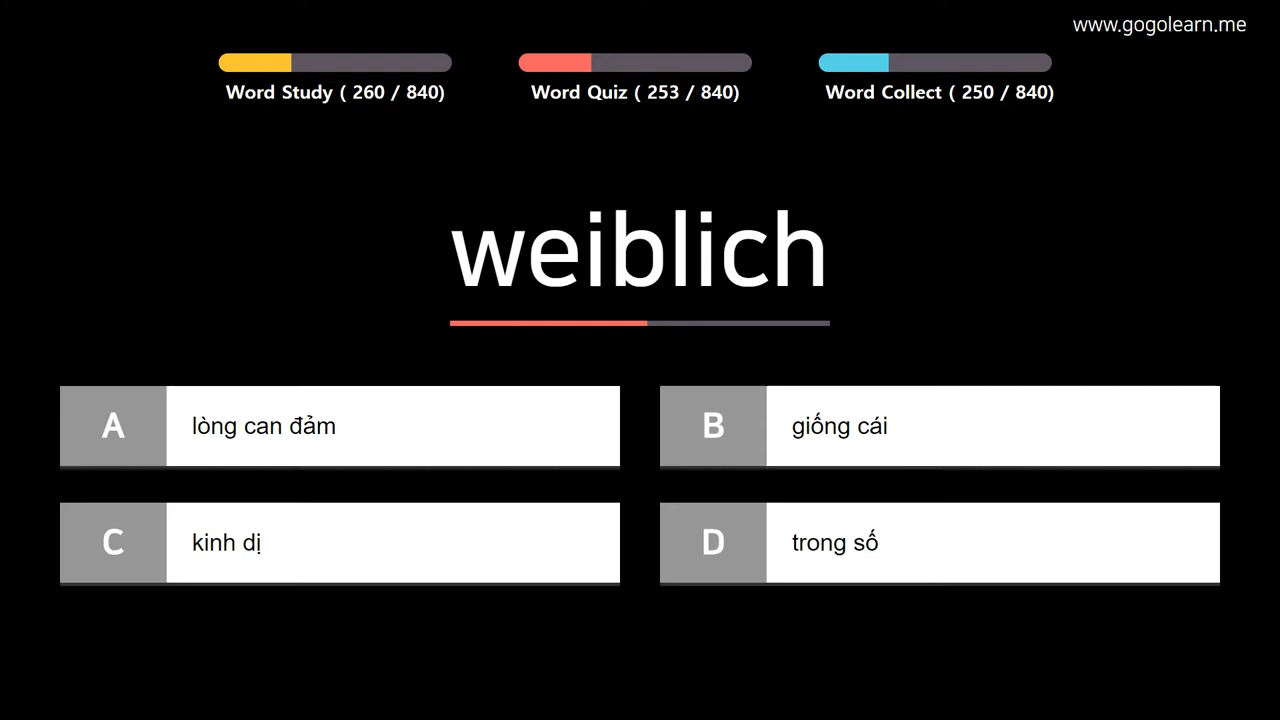 www.gogolearn.me
Word Study ( 260 / 840)
Word Quiz ( 253 / 840)
Word Collect ( 250 / 840)
weiblich
A lòng can đảm
B giống cái
C kinh dị
D trong số